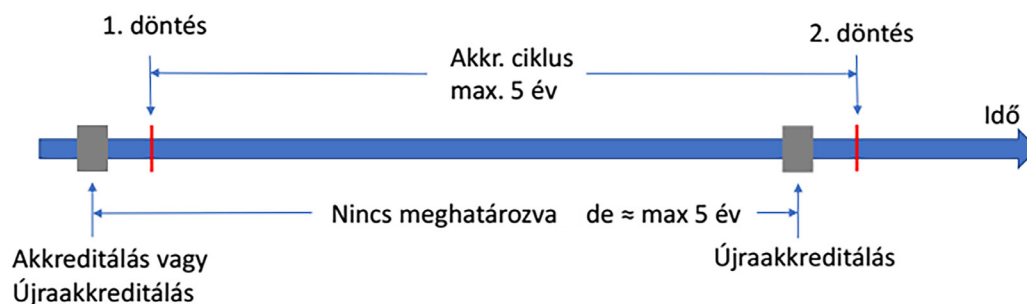 1. döntés
2. döntés
Akkr. ciklus
max. 5 év
Idő
Nincs meghatározva de ≈ max 5 év
Akkreditálás vagy
Újraakkreditálás
Újraakkreditálás